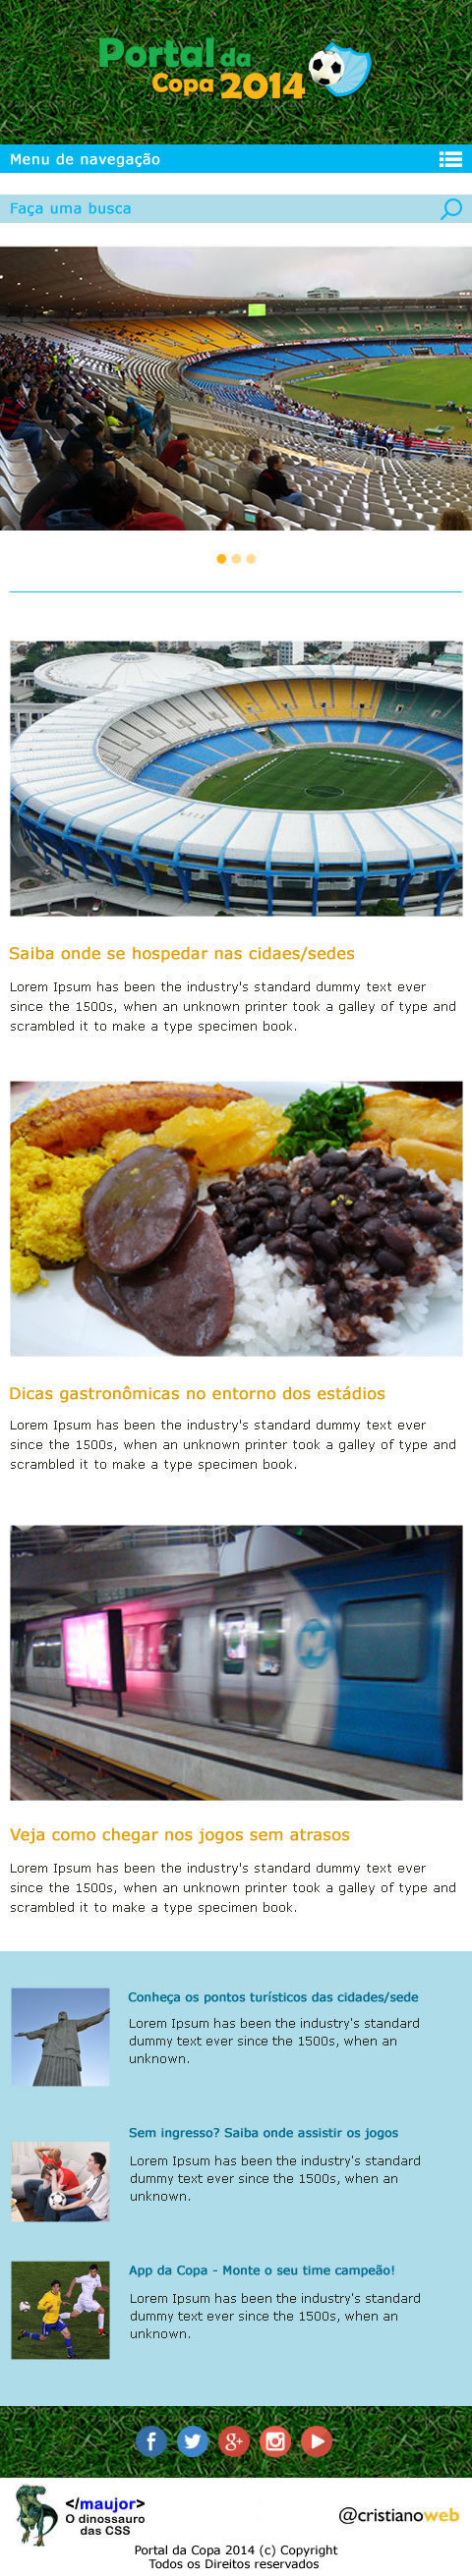 Portal da
Copa 2014
Menu de navegação
Faça uma busca
Saiba onde se hospedar nas cidaes/sedes
Lorem Ipsum has been the industry's standard dummy text ever
since the 1500s, when an unknown printer took a galley of type and
scrambled it to make a type specimen book.
Dicas gastronômicas no entorno dos estádios
Lorem Ipsum has been the industry's standard dummy text ever
since the 1500s, when an unknown printer took a galley of type and
scrambled it to make a type specimen book.
M
Veja como chegar nos jogos sem atrasos
Lorem Ipsum has been the industry's standard dummy text ever
since the 1500s, when an unknown printer took a galley of type and
scrambled it to make a type specimen book.
Conheça os pontos turísticos das cidades/sede
Lorem Ipsum has been the industry's standard
dummy text ever since the 1500s, when an
unknown.
Sem ingresso? Saiba onde assistir os jogos
Lorem Ipsum has been the industry's standard
dummy text ever since the 1500s, when an
unknown.
App da Copa - Monte o seu time campeão!
Lorem Ipsum has been the industry's standard
dummy text ever since the 1500s, when an
unknown.
f g+
</maujor>
O dinossauro
das CSS
@cristianoweb
Portal da Copa 2014 (c) Copyright
Todos os Direitos reservados